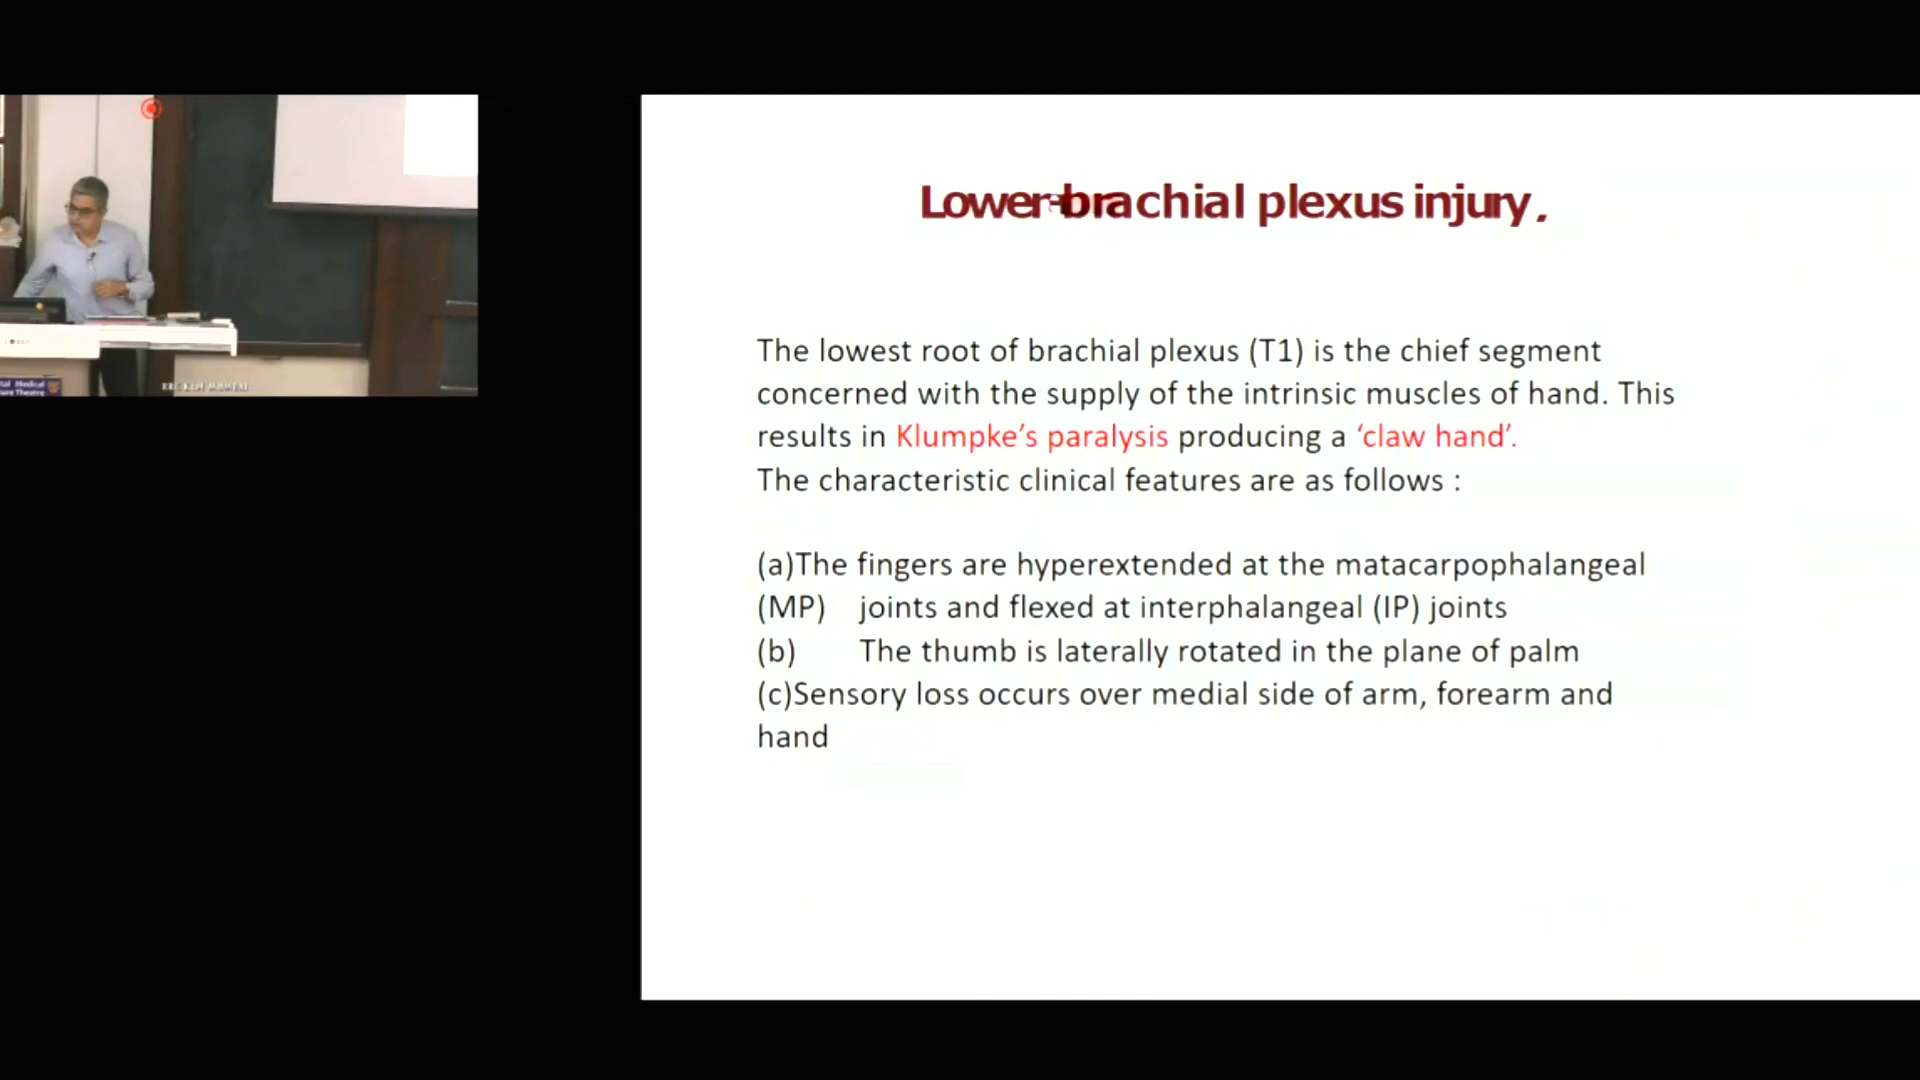 Lower brachial plexus injury.
The lowest root of brachial plexus (T1) is the chief segment
concerned with the supply of the intrinsic muscles of hand. This
results in Klumpke’s paralysis producing a ‘claw hand’.
The characteristic clinical features are as follows :
(a)The fingers are hyperextended at the matacarpophalangeal
(MP) joints and flexed at interphalangeal (IP) joints
(b) The thumb is laterally rotated in the plane of palm
(c)Sensory loss occurs over medial side of arm, forearm and
hand
tal Medical
ture Theatre